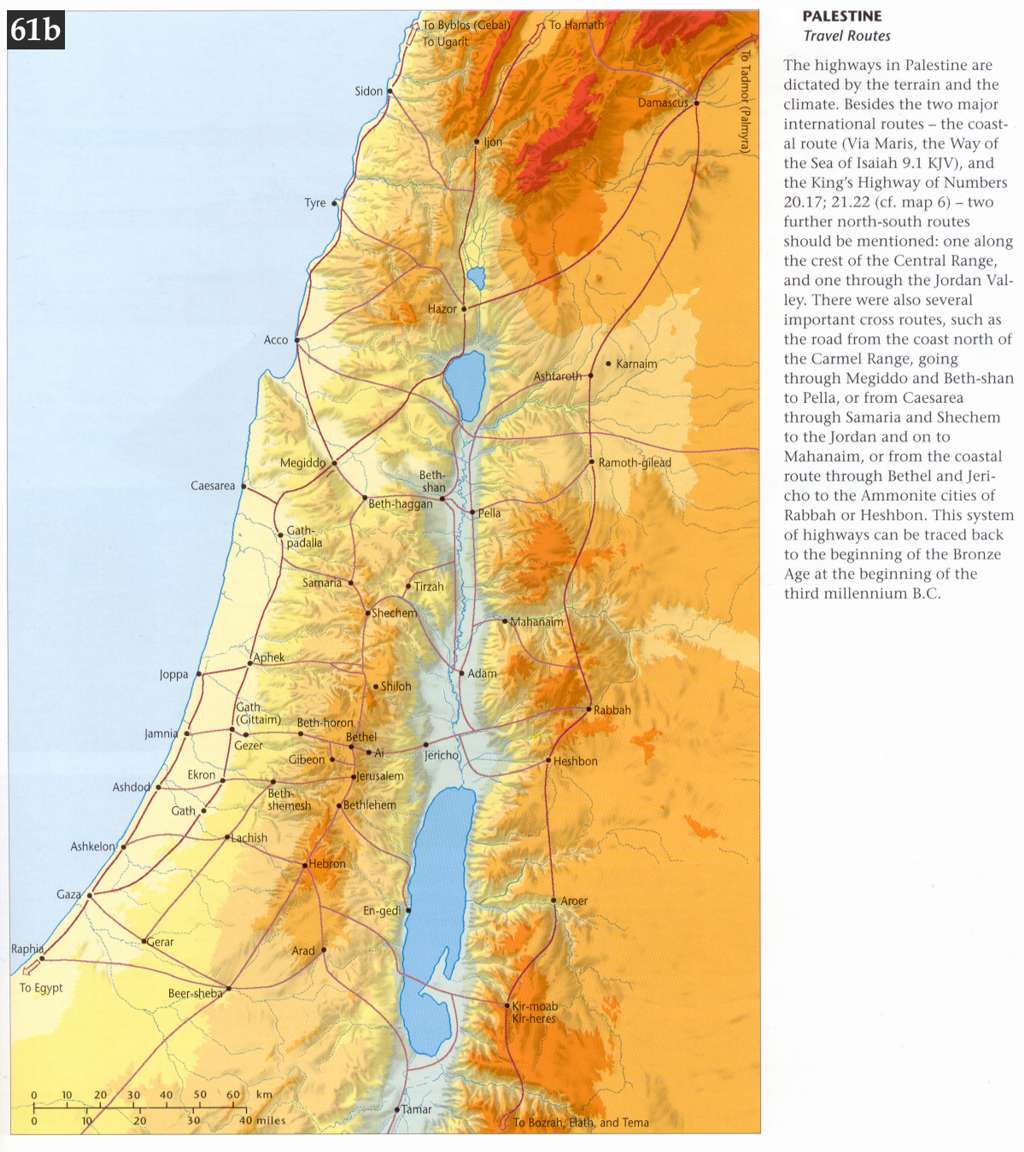 61b
PALESTINE
Travel Routes
The highways in Palestine are
dictated by the terrain and the
climate. Besides the two major
international routes – the coast-
al route (Via Maris, the Way of
the Sea of Isaiah 9.1 KJV), and
the King's Highway of Numbers
20.17; 21.22 (cf. map 6) – two
further north-south routes
should be mentioned: one along
the crest of the Central Range,
and one through the Jordan Val-
ley. There were also several
important cross routes, such as
the road from the coast north of
the Carmel Range, going
through Megiddo and Beth-shan
to Pella, or from Caesarea
through Samaria and Shechem
to the Jordan and on to
Mahanaim, or from the coastal
route through Bethel and Jeri-
cho to the Ammonite cities of
Rabbah or Heshbon. This system
of highways can be traced back
to the beginning of the Bronze
Age at the beginning of the
third millennium B.C.
To Byblos (Gebal)
To Ugarit
To Hamath
To Tadmor (Palmyra)
Sidon
Damascus
Ijon
Tyre
Hazor
Acco
Karnaim
Ashtaroth
Megiddo
Ramoth-gilead
Caesarea
Beth-
shan
Beth-haggan
Pella
Gath-
padalla
Samaria
Tirzah
Shechem
Mahanaim
Aphek
Joppa
Adam
Shiloh
Gath
(Gittaim)
Rabbah
Jamnia
Beth-horon
Gezer
Bethel
Ai
Jericho
Gibeon
Heshbon
Ekron
Jerusalem
Ashdod
Beth-
shemesh
Gath
Bethlehem
Lachish
Ashkelon
Hebron
Gaza
En-gedi
Aroer
Gerar
Raphia
Arad
To Egypt
Beer-sheba
Kir-moab
Kir-heres
Tamar
To Bozrah, Elath, and Tema
0 10 20 30 40 50 60 km
0 10 20 30 40 miles